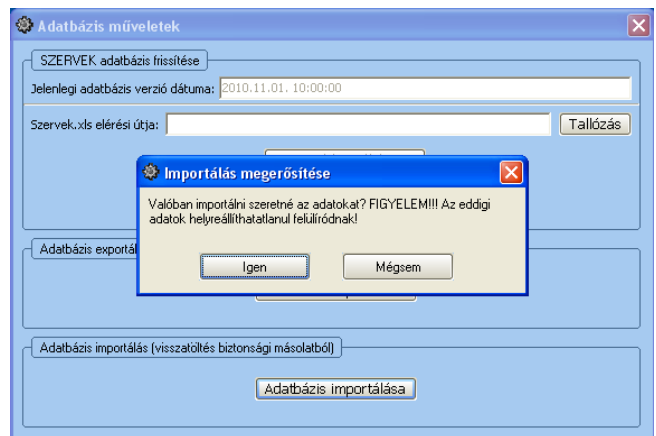 Adatbázis műveletek
SZERVEK adatbázis frissítése
Jelenlegi adatbázis verzió dátuma: 2010.11.01. 10:00:00
Szervek.xls elérési útja: Tallózás
Importálás megerősítése
Valóban importálni szeretné az adatokat? FIGYELEM!!! Az eddigi
adatok helyreállíthatatlanul felülíródnak!
Igen Mégsem
Adatbázis exportál
Adatbázis importálás (visszatöltés biztonsági másolatból)
Adatbázis importálása